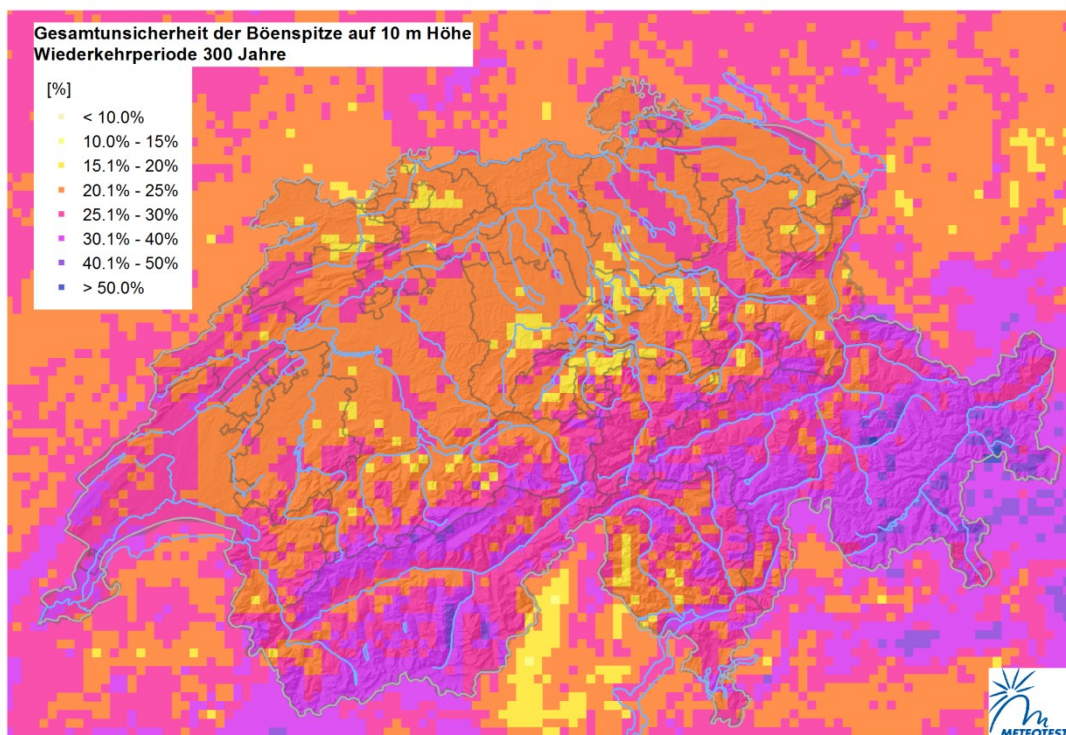 Gesamtunsicherheit der Böenspitze auf 10 m Höhe
Wiederkehrperiode 300 Jahre
[%]
< 10.0%
10.0% - 15%
15.1% - 20%
20.1% - 25%
25.1% - 30%
30.1% - 40%
40.1% - 50%
> 50.0%
METEOTEST